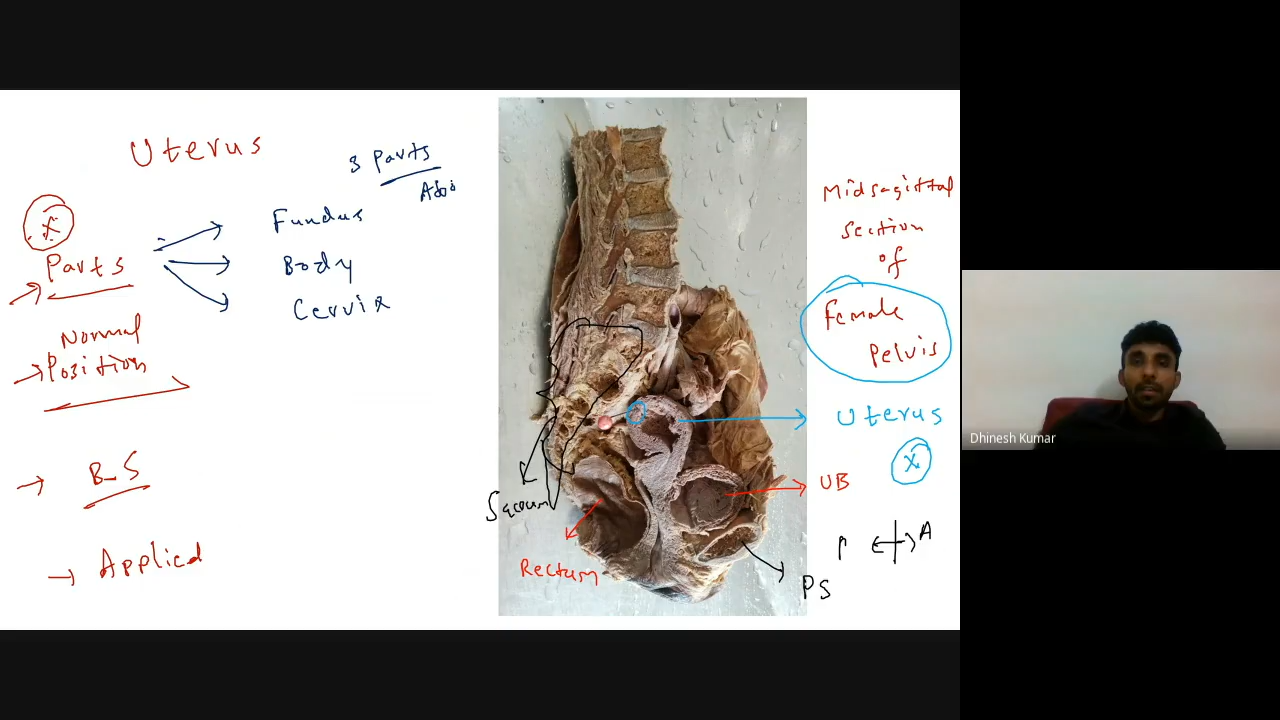 Uterus
3 Parts
Fundus
Body
Cervix
x
Parts
Normal
Position
B-S
Applied
Sacrum
Rectum
Midsagittal
section
of
Female
Pelvis
Uterus
x
UB
P A
PS
Dhinesh Kumar